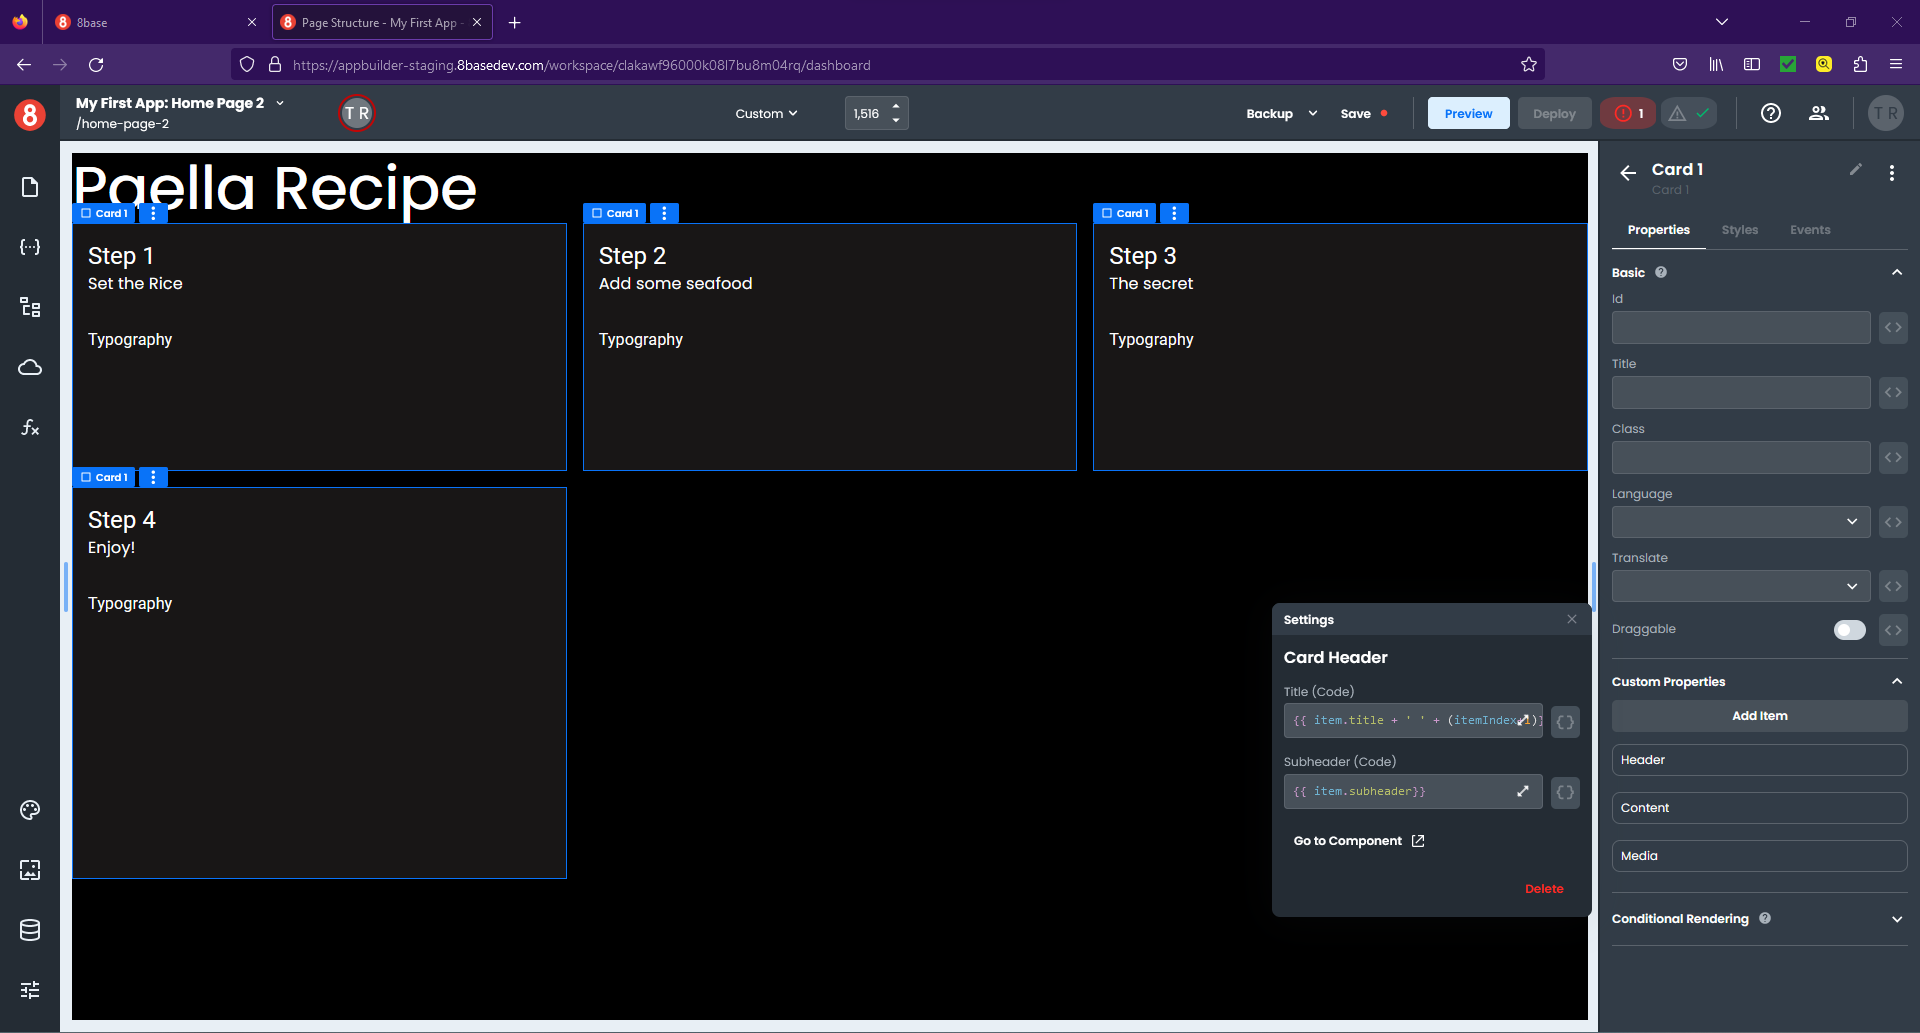 8base
Page Structure - My First App -
https://appbuilder-staging.8basedev.com/workspace/clakawf96000k08l7bu8m04rq/dashboard
8
My First App: Home Page 2
/home-page-2
T R
Custom
1,516
Backup
Save
Preview
Deploy
1
T R
Paella Recipe
Card 1
Step 1
Set the Rice
Typography
Card 1
Step 2
Add some seafood
Typography
Card 1
Step 3
The secret
Typography
Card 1
Step 4
Enjoy!
Typography
Settings
Card Header
Title (Code)
{{ item.title + ' ' + (itemIndex+1)}
Subheader (Code)
{{ item.subheader}}
Go to Component
Delete
Card 1
Card 1
Properties
Styles
Events
Basic
Id
Title
Class
Language
Translate
Draggable
Custom Properties
Add Item
Header
Content
Media
Conditional Rendering